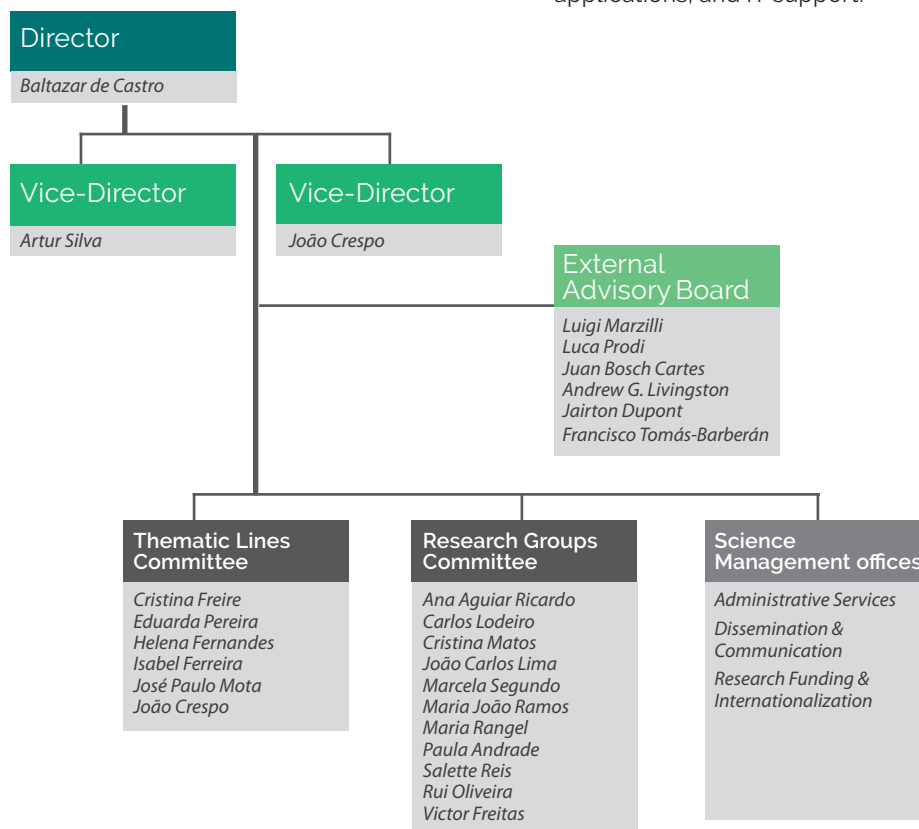 applications, and IT support.
Director
Baltazar de Castro
Vice-Director
Artur Silva
Vice-Director
João Crespo
External
Advisory Board
Luigi Marzilli
Luca Prodi
Juan Bosch Cartes
Andrew G. Livingston
Jairton Dupont
Francisco Tomás-Barberán
Thematic Lines
Committee
Cristina Freire
Eduarda Pereira
Helena Fernandes
Isabel Ferreira
José Paulo Mota
João Crespo
Research Groups
Committee
Ana Aguiar Ricardo
Carlos Lodeiro
Cristina Matos
João Carlos Lima
Marcela Segundo
Maria João Ramos
Maria Rangel
Paula Andrade
Salette Reis
Rui Oliveira
Victor Freitas
Science
Management offices
Administrative Services
Dissemination &
Communication
Research Funding &
Internationalization